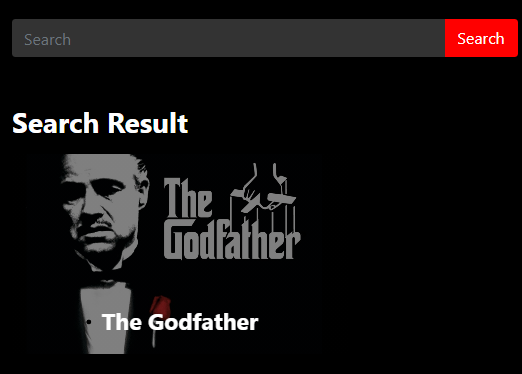 Search Search
Search Result
The
Godfather
The Godfather